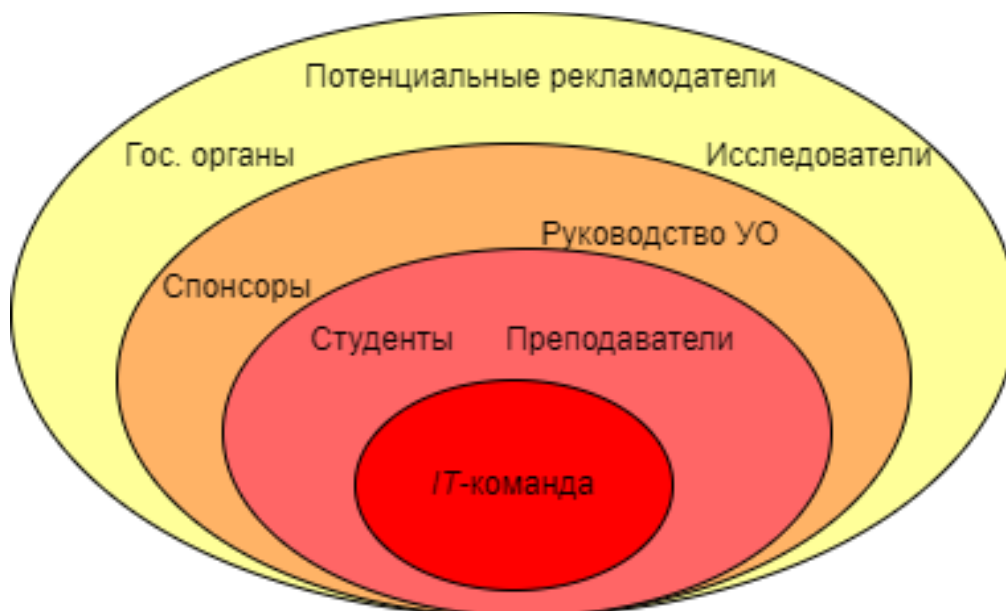 Потенциальные рекламодатели
Гос. органы
Исследователи
Руководство УО
Спонсоры
Студенты
Преподаватели
IT-команда